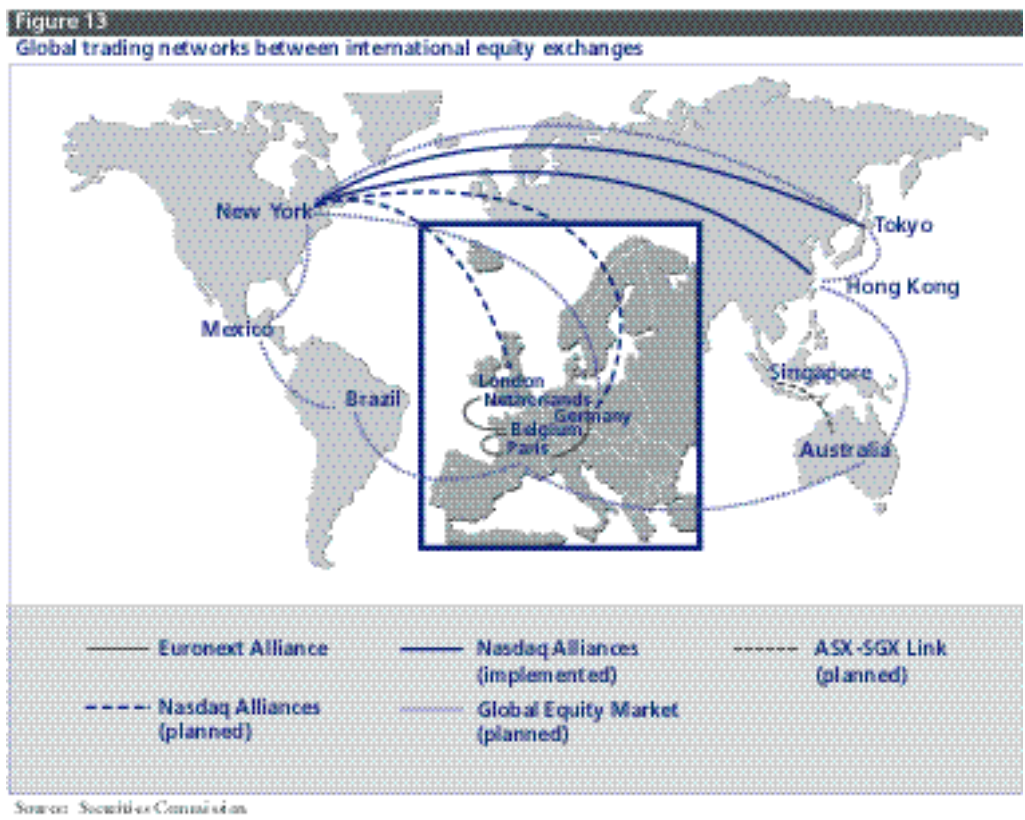 Figure 13
Global trading networks between international equity exchanges
New York
Tokyo
Hong Kong
Mexico
Singapore
London
Brazil
Netherlands
Germany
Belgium
Paris
Australia
Euronext Alliance
Nasdaq Alliances
(implemented)
ASX-SGX Link
(planned)
Nasdaq Alliances
(planned)
Global Equity Market
(planned)
Source: Securities Commission